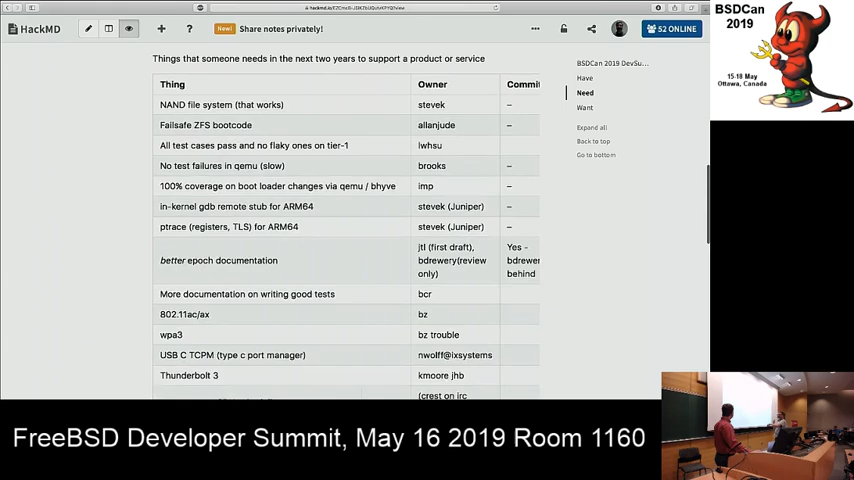 HackMD
New!
Share notes privately!
52 ONLINE
Things that someone needs in the next two years to support a product or service
Thing Owner Commit
NAND file system (that works) stevek –
Failsafe ZFS bootcode allanjude –
All test cases pass and no flaky ones on tier-1 lwhsu
No test failures in qemu (slow) brooks –
100% coverage on boot loader changes via qemu / bhyve imp –
in-kernel gdb remote stub for ARM64 stevek (Juniper) –
ptrace (registers, TLS) for ARM64 stevek (Juniper) –
better epoch documentation jtl (first draft), bdrewery(review only) Yes - bdrewer behind
More documentation on writing good tests bcr
802.11ac/ax bz
wpa3 bz trouble
USB C TCPM (type c port manager) nwolff@ixsystems
Thunderbolt 3 kmoore jhb
(crest on irc
BSDCan 2019 DevSu...
Have
Need
Want
Expand all
Back to top
Go to bottom
BSDCan
2019
15-18 May
Ottawa, Canada
FreeBSD Developer Summit, May 16 2019 Room 1160